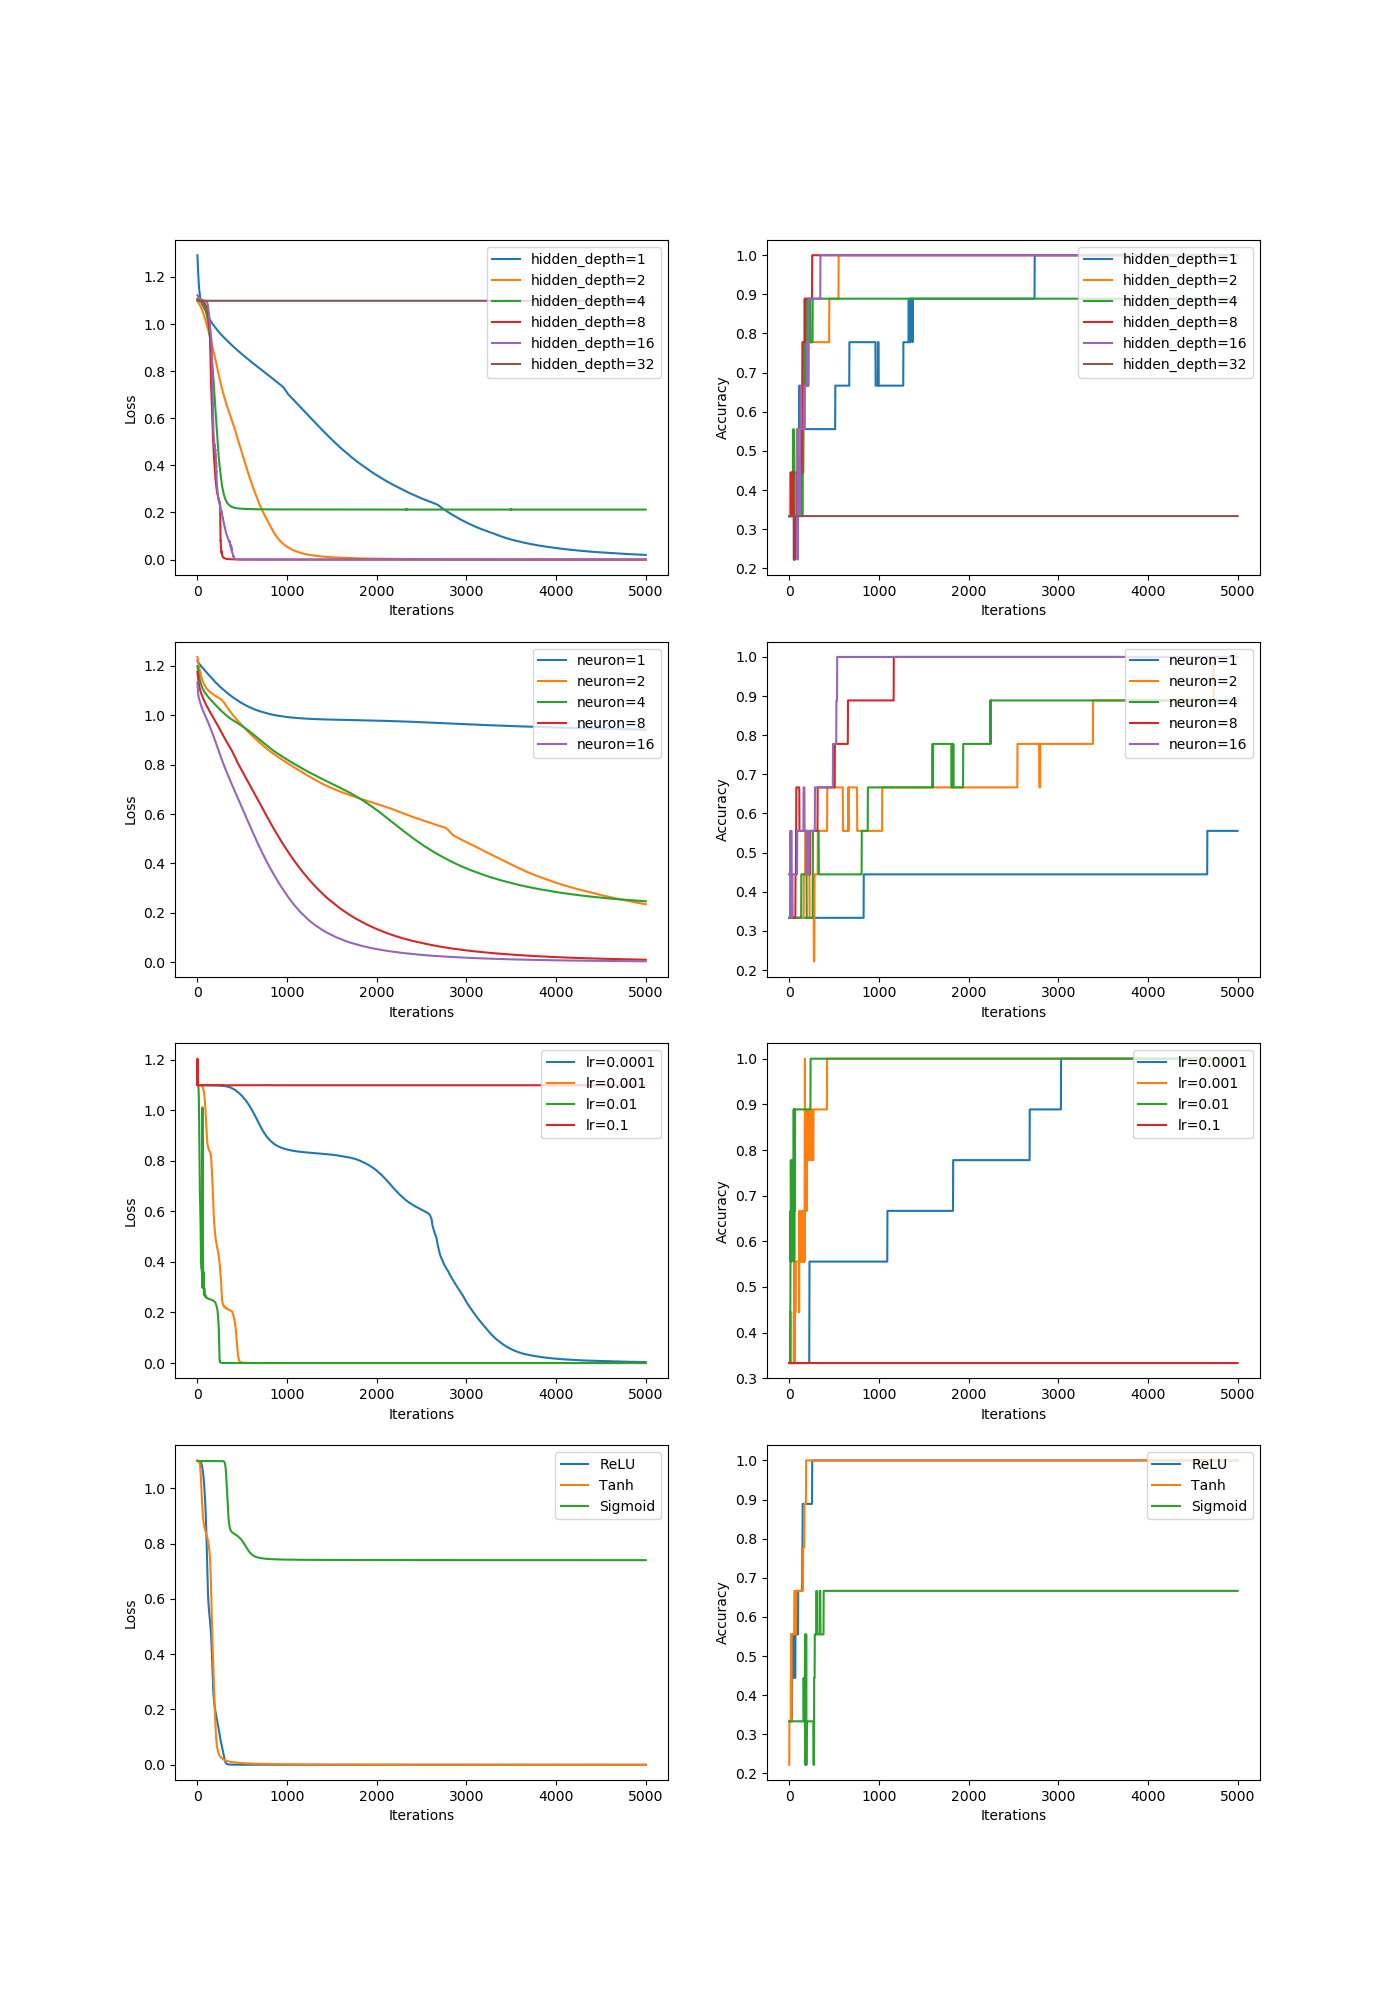 1.2
1.0
0.8
0.6
0.4
0.2
0.0
Loss
0
1000
2000
3000
4000
5000
Iterations
hidden_depth=1
hidden_depth=2
hidden_depth=4
hidden_depth=8
hidden_depth=16
hidden_depth=32
1.0
0.9
0.8
0.7
0.6
0.5
0.4
0.3
0.2
Accuracy
0
1000
2000
3000
4000
5000
Iterations
hidden_depth=1
hidden_depth=2
hidden_depth=4
hidden_depth=8
hidden_depth=16
hidden_depth=32
1.2
1.0
0.8
0.6
0.4
0.2
0.0
Loss
0
1000
2000
3000
4000
5000
Iterations
neuron=1
neuron=2
neuron=4
neuron=8
neuron=16
1.0
0.9
0.8
0.7
0.6
0.5
0.4
0.3
0.2
Accuracy
0
1000
2000
3000
4000
5000
Iterations
neuron=1
neuron=2
neuron=4
neuron=8
neuron=16
1.2
1.0
0.8
0.6
0.4
0.2
0.0
Loss
0
1000
2000
3000
4000
5000
Iterations
lr=0.0001
lr=0.001
lr=0.01
lr=0.1
1.0
0.9
0.8
0.7
0.6
0.5
0.4
0.3
Accuracy
0
1000
2000
3000
4000
5000
Iterations
lr=0.0001
lr=0.001
lr=0.01
lr=0.1
1.0
0.8
0.6
0.4
0.2
0.0
Loss
0
1000
2000
3000
4000
5000
Iterations
ReLU
Tanh
Sigmoid
1.0
0.9
0.8
0.7
0.6
0.5
0.4
0.3
0.2
Accuracy
0
1000
2000
3000
4000
5000
Iterations
ReLU
Tanh
Sigmoid